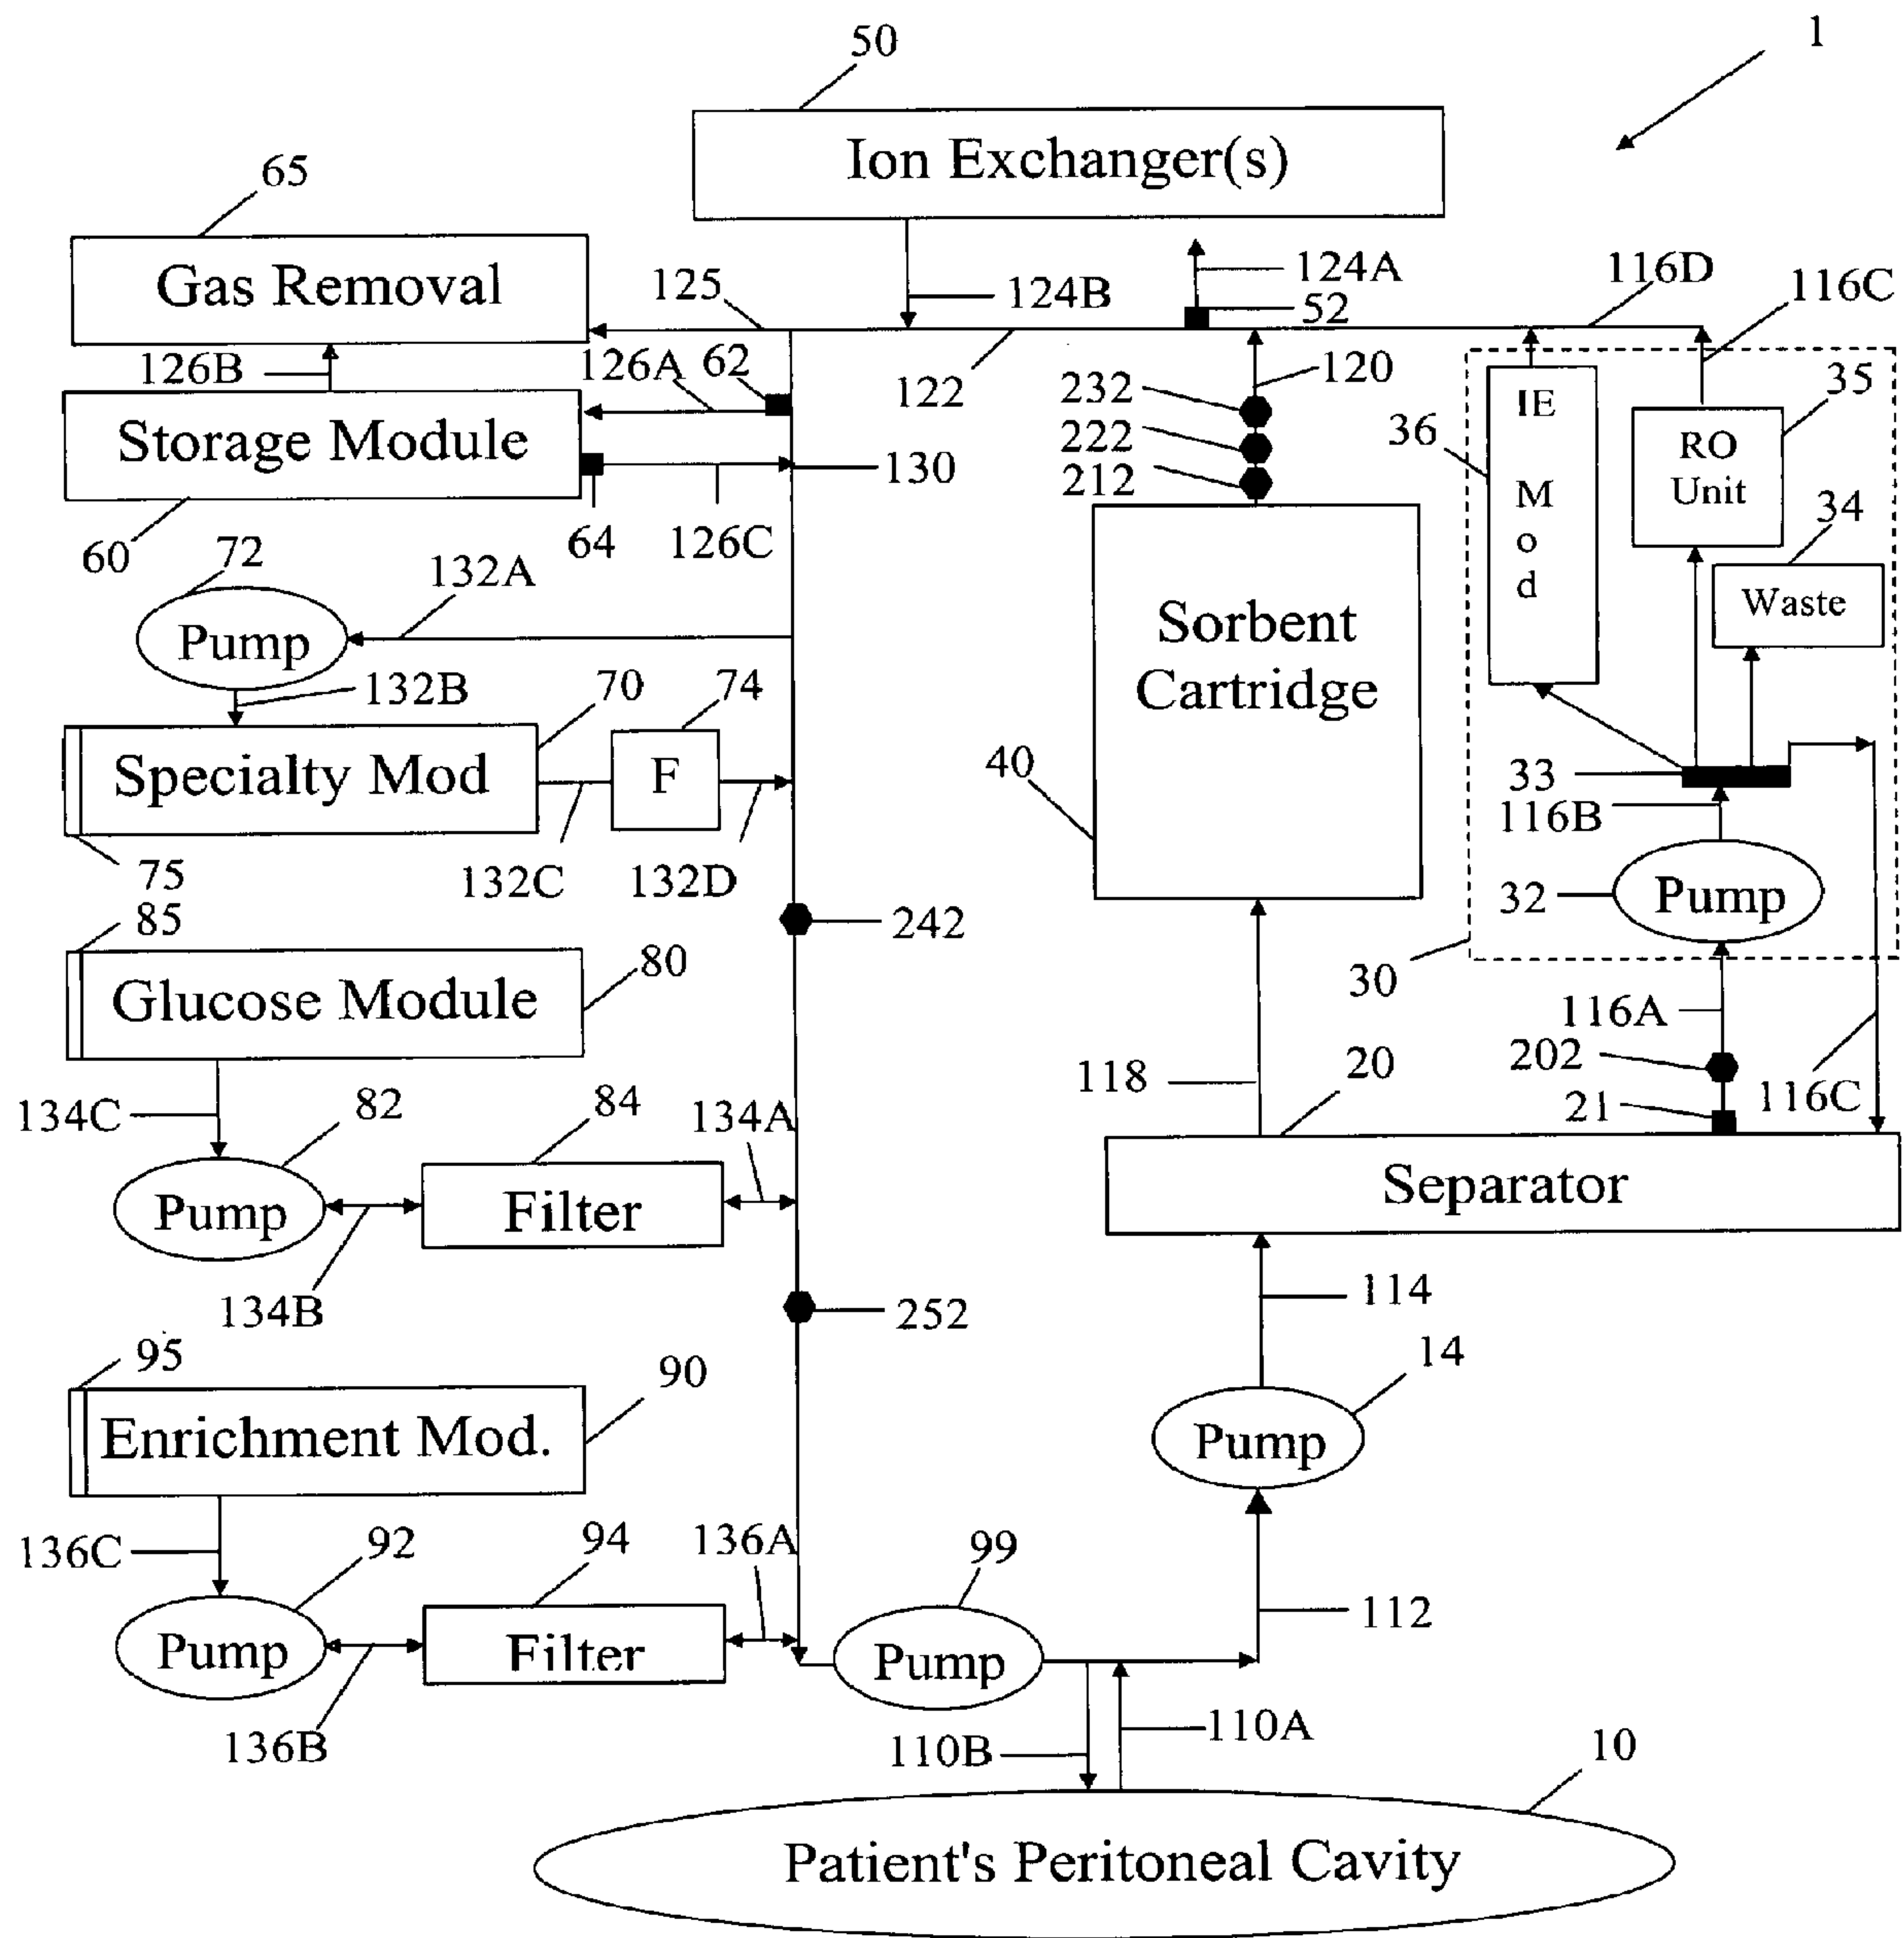 1
50
Ion Exchanger(s)
65
Gas Removal
125
124B
124A
52
116D
116C
126B
126A
62
122
120
232
222
212
35
36
IE
M
o
d
RO
Unit
34
Waste
Storage Module
130
60
64
126C
72
132A
Pump
132B
70
74
Specialty Mod
F
75
132C
132D
Sorbent
Cartridge
40
33
116B
32
Pump
30
85
242
Glucose Module
80
116A
202
21
116C
118
20
Separator
134C
82
84
134A
Pump
Filter
134B
252
114
14
Pump
95
90
Enrichment Mod.
136C
92
94
136A
99
Pump
Filter
Pump
112
136B
110B
110A
10
Patient's Peritoneal Cavity